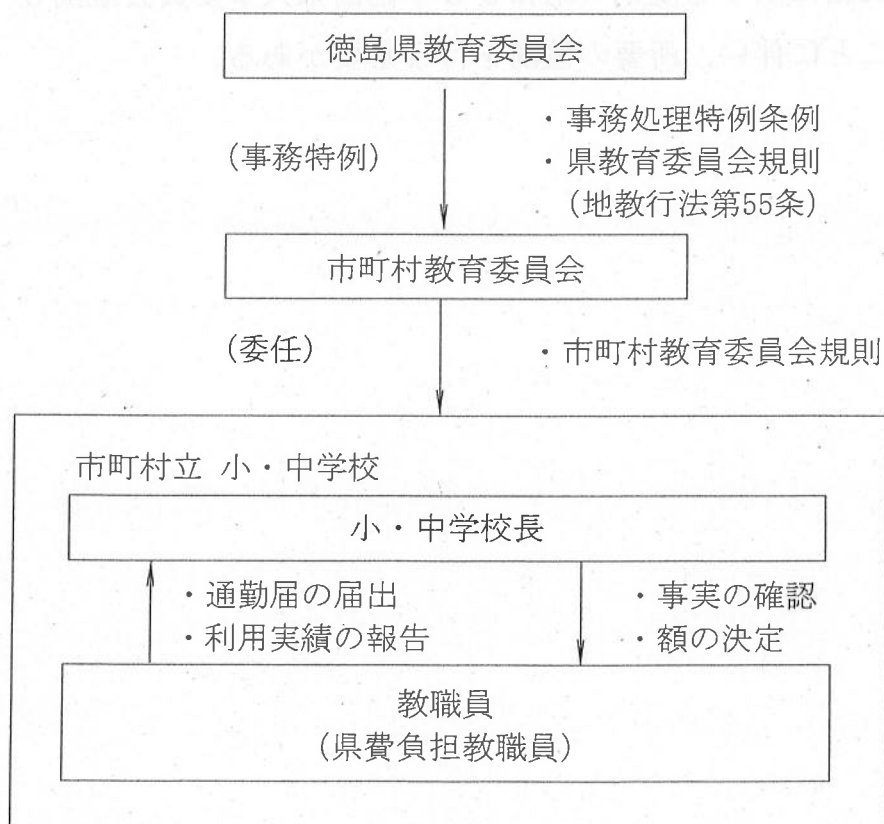 徳島県教育委員会
(事務特例)
・事務処理特例条例
・県教育委員会規則
(地教行法第55条)
市町村教育委員会
(委任)
・市町村教育委員会規則
市町村立 小・中学校
小・中学校長
・通勤届の届出
・利用実績の報告
・事実の確認
・額の決定
教職員
(県費負担教職員)